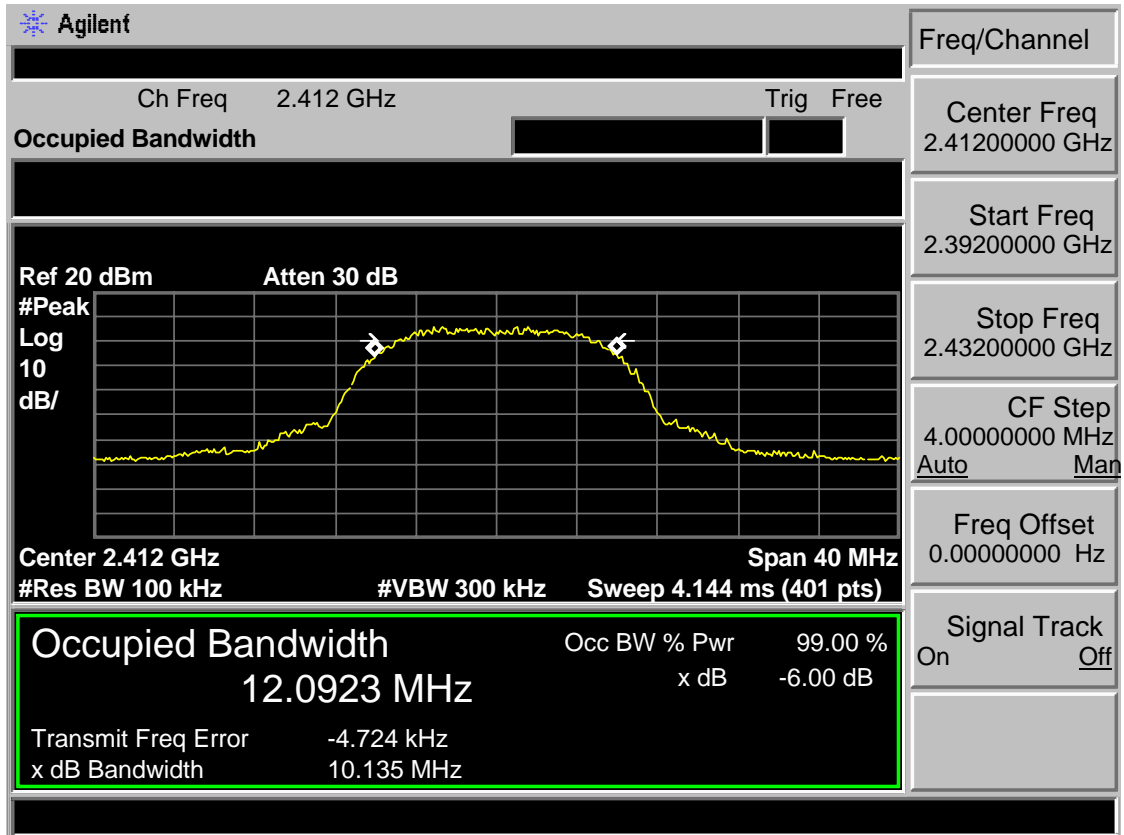 Agilent
Ch Freq 2.412 GHz Trig Free
Occupied Bandwidth
Ref 20 dBm Atten 30 dB
#Peak
Log
10
dB/
Center 2.412 GHz Span 40 MHz
#Res BW 100 kHz #VBW 300 kHz Sweep 4.144 ms (401 pts)
Occupied Bandwidth
12.0923 MHz
Occ BW % Pwr 99.00 %
x dB -6.00 dB
Transmit Freq Error -4.724 kHz
x dB Bandwidth 10.135 MHz
Freq/Channel
Center Freq
2.41200000 GHz
Start Freq
2.39200000 GHz
Stop Freq
2.43200000 GHz
CF Step
4.00000000 MHz
Auto Man
Freq Offset
0.00000000 Hz
Signal Track
On Off